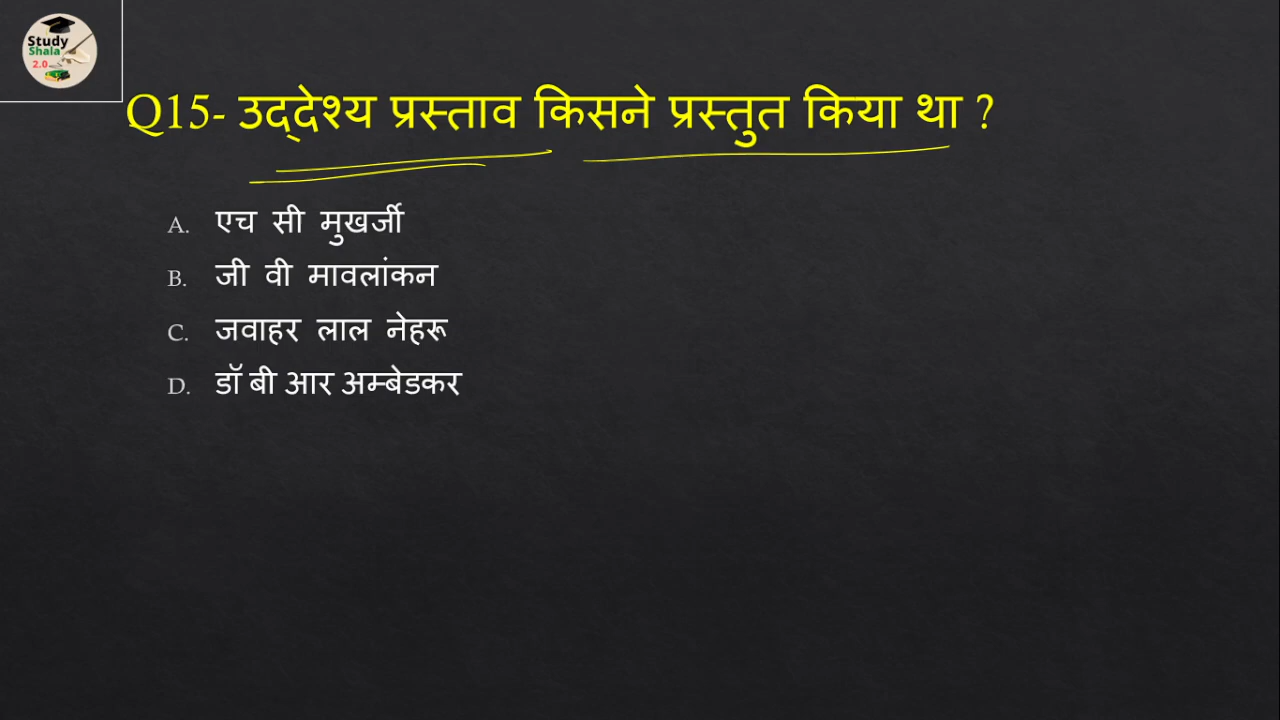 Study
Shala
2.0
Q15- उद्देश्य प्रस्ताव किसने प्रस्तुत किया था ?
A. एच सी मुखर्जी
B. जी वी मावलांकन
C. जवाहर लाल नेहरू
D. डॉ बी आर अम्बेडकर